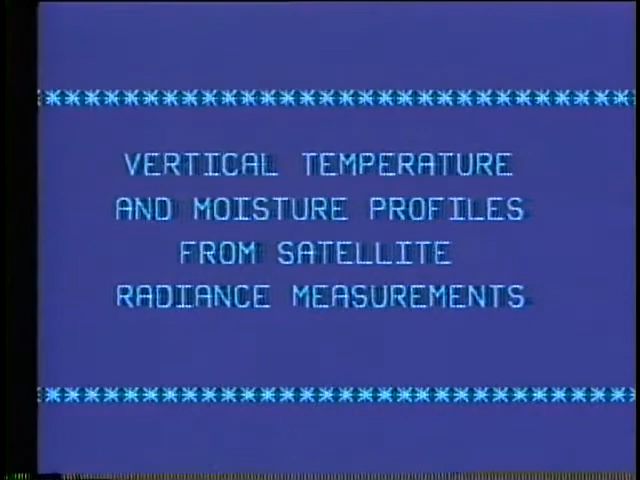 VERTICAL TEMPERATURE
AND MOISTURE PROFILES
FROM SATELLITE
RADIANCE MEASUREMENTS